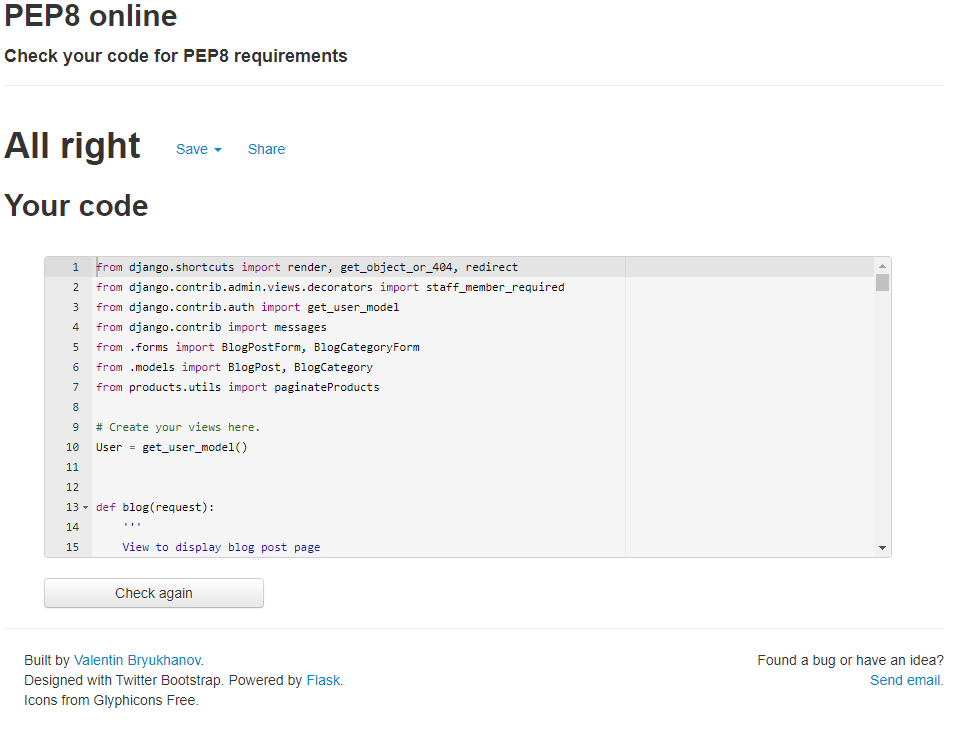 PEP8 online
Check your code for PEP8 requirements
All right Save Share
Your code
1 from django.shortcuts import render, get_object_or_404, redirect
2 from django.contrib.admin.views.decorators import staff_member_required
3 from django.contrib.auth import get_user_model
4 from django.contrib import messages
5 from .forms import BlogPostForm, BlogCategoryForm
6 from .models import BlogPost, BlogCategory
7 from products.utils import paginateProducts
8
9 # Create your views here.
10 User = get_user_model()
11
12
13 def blog(request):
14 '''
15 View to display blog post page
Check again
Built by Valentin Bryukhanov. Found a bug or have an idea?
Designed with Twitter Bootstrap. Powered by Flask. Send email.
Icons from Glyphicons Free.